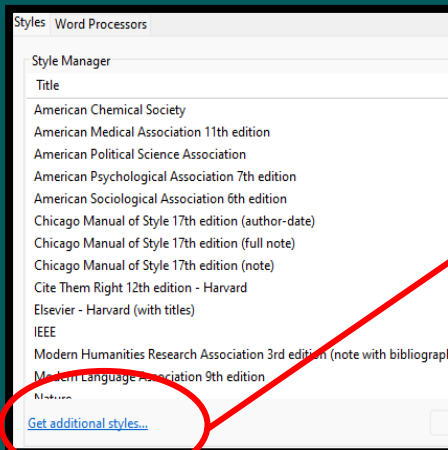 Styles Word Processors
Style Manager
Title
American Chemical Society
American Medical Association 11th edition
American Political Science Association
American Psychological Association 7th edition
American Sociological Association 6th edition
Chicago Manual of Style 17th edition (author-date)
Chicago Manual of Style 17th edition (full note)
Chicago Manual of Style 17th edition (note)
Cite Them Right 12th edition - Harvard
Elsevier - Harvard (with titles)
IEEE
Modern Humanities Research Association 3rd edition (note with bibliograph
Modern Language Association 9th edition
Nature
Get additional styles...